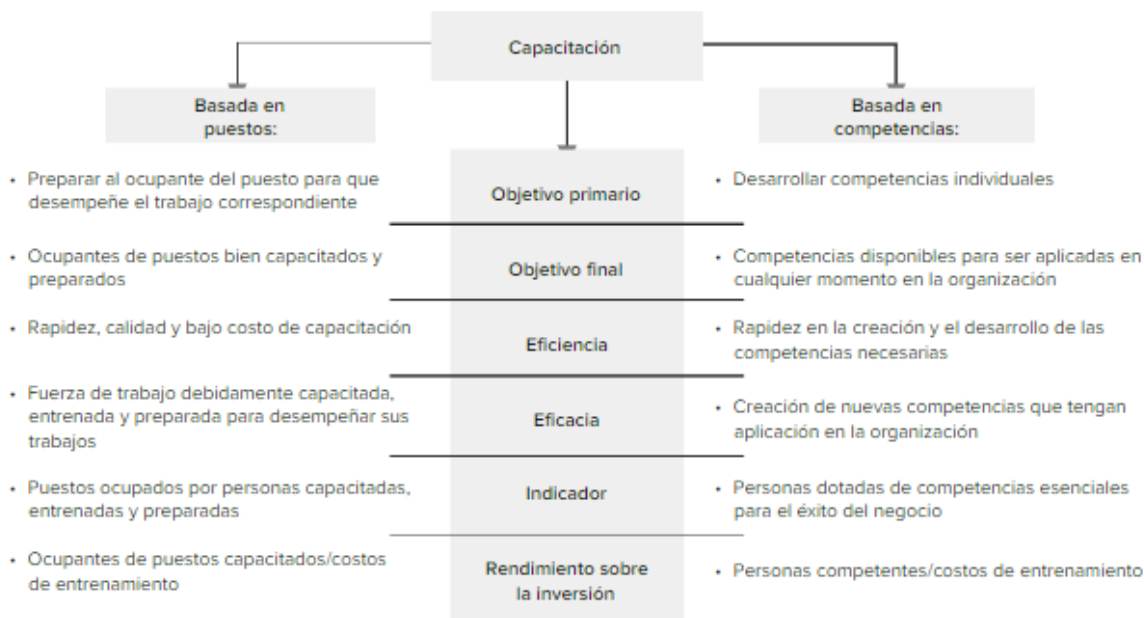 Capacitación
Basada en
puestos:
Basada en
competencias:
• Preparar al ocupante del puesto para que
desempeñe el trabajo correspondiente
Objetivo primario
• Desarrollar competencias individuales
• Ocupantes de puestos bien capacitados y
preparados
Objetivo final
• Competencias disponibles para ser aplicadas en
cualquier momento en la organización
• Rapidez, calidad y bajo costo de capacitación
Eficiencia
• Rapidez en la creación y el desarrollo de las
competencias necesarias
• Fuerza de trabajo debidamente capacitada,
entrenada y preparada para desempeñar sus
trabajos
Eficacia
• Creación de nuevas competencias que tengan
aplicación en la organización
• Puestos ocupados por personas capacitadas,
entrenadas y preparadas
Indicador
• Personas dotadas de competencias esenciales
para el éxito del negocio
• Ocupantes de puestos capacitados/costos
de entrenamiento
Rendimiento sobre
la inversión
• Personas competentes/costos de entrenamiento